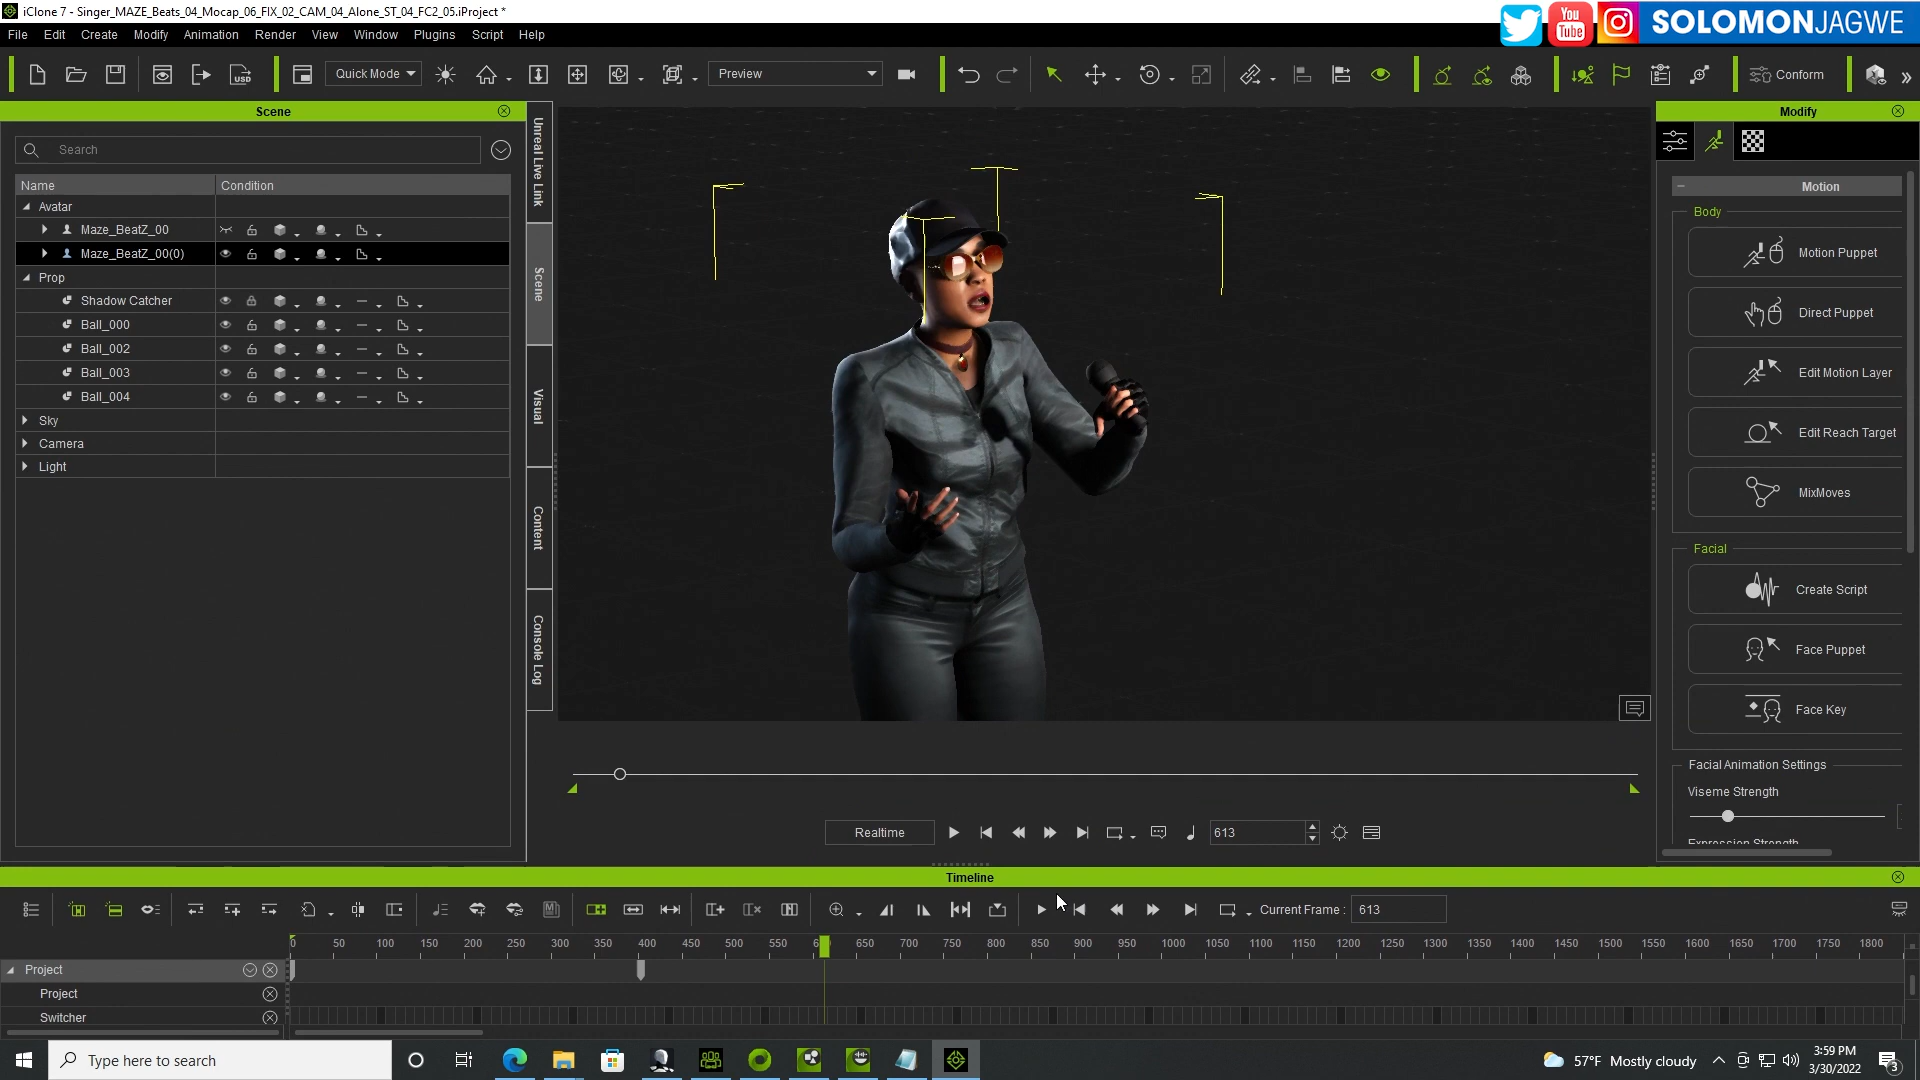 iClone 7 - Singer_MAZE_Beats_04_Mocap_06_FIX_02_CAM_04_Alone_ST_04_FC2_05.iProject *
You Tube
SOLOMONJAGWE
File Edit Create Modify Animation Render View Window Plugins Script Help
USD
Quick Mode
Preview
Conform
Scene
Search
Name Condition
Avatar
Maze_BeatZ_00
Maze_BeatZ_00(0)
Prop
Shadow Catcher
Ball_000
Ball_002
Ball_003
Ball_004
Sky
Camera
Light
Unreal Live Link
Scene
Visual
Content
Console Log
Modify
Motion
Body
Motion Puppet
Direct Puppet
Edit Motion Layer
Edit Reach Target
MixMoves
Facial
Create Script
Face Puppet
Face Key
Facial Animation Settings
Viseme Strength
Expression Strength
Realtime
613
Timeline
Current Frame : 613
0 50 100 150 200 250 300 350 400 450 500 550 650 700 750 800 850 900 950 1000 1050 1100 1150 1200 1250 1300 1350 1400 1450 1500 1550 1600 1650 1700 1750 1800
Project
Project
Switcher
Type here to search
57°F Mostly cloudy
3:59 PM
3/30/2022
3